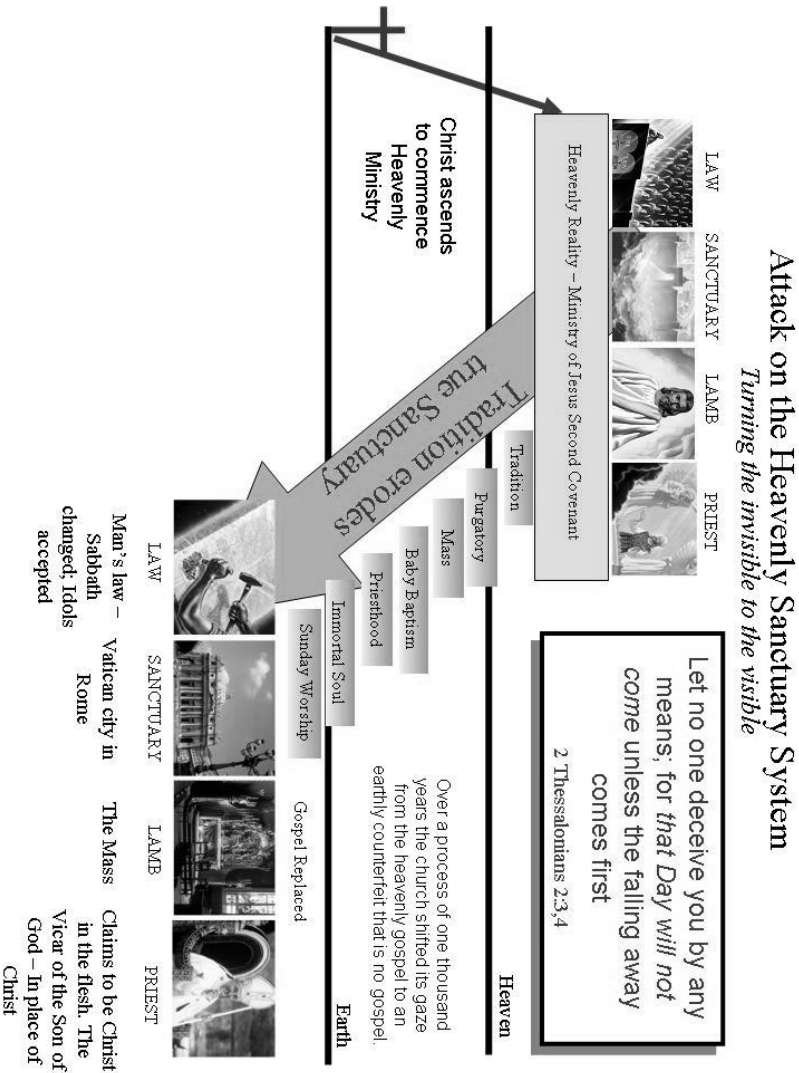 Attack on the Heavenly Sanctuary System
Turning the invisible to the visible
LAW
SANCTUARY
LAMB
PRIEST
Heavenly Reality – Ministry of Jesus Second Covenant
Let no one deceive you by any
means; for that Day will not
come unless the falling away
comes first
2 Thessalonians 2:3,4
Heaven
Christ ascends
to commence
Heavenly
Ministry
Tradition erodes
true Sanctuary
Tradition
Purgatory
Mass
Baby Baptism
Priesthood
Immortal Soul
Sunday Worship
Over a process of one thousand
years the church shifted its gaze
from the heavenly gospel to an
earthly counterfeit that is no gospel.
Earth
Gospel Replaced
LAW
SANCTUARY
LAMB
PRIEST
Man's law –
Sabbath
changed; Idols
accepted
Vatican city in
Rome
The Mass
Claims to be Christ
in the flesh. The
Vicar of the Son of
God – In place of
Christ